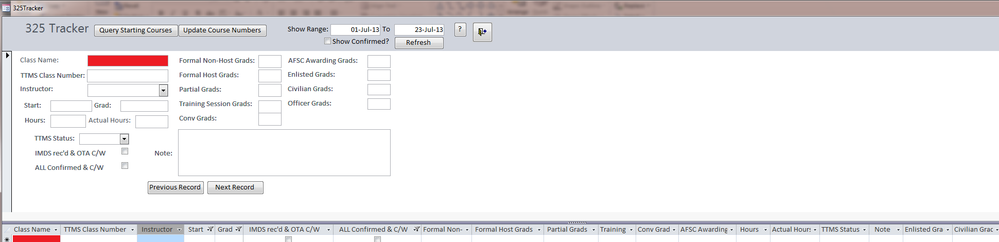 325Tracker
325 Tracker
Query Starting Courses Update Course Numbers Show Range: 01-Jul-13 To 23-Jul-13 ?
Show Confirmed? Refresh
Class Name: Formal Non-Host Grads: AFSC Awarding Grads:
TTMS Class Number: Formal Host Grads: Enlisted Grads:
Instructor: Partial Grads: Civilian Grads:
Start: Grad: Training Session Grads: Officer Grads:
Hours: Actual Hours: Conv Grads:
TTMS Status:
IMDS rec'd & OTA C/W Note:
ALL Confirmed & C/W
Previous Record Next Record
Class Name TTMS Class Number Instructor Start Grad IMDS rec'd & OTA C/W ALL Confirmed & C/W Formal Non- Formal Host Grads Partial Grads Training Conv Grad AFSC Awarding Hours Actual Hours TTMS Status Note Enlisted Gra Civilian Grac